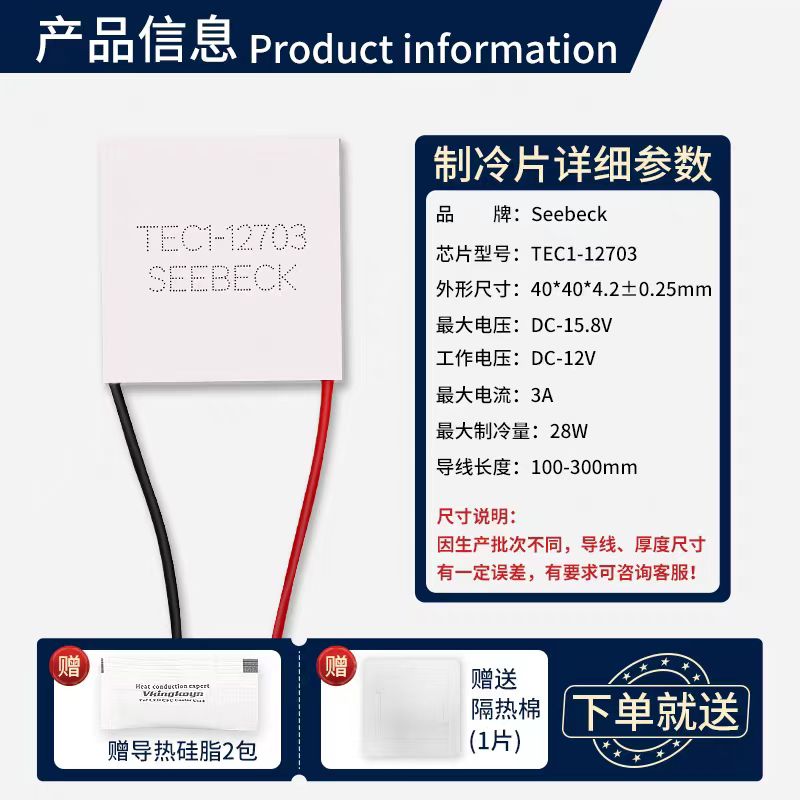 产品信息 Product information
TEC1-12703
SEEBECK
制冷片详细参数
品 牌：Seebeck
芯片型号：TEC1-12703
外形尺寸：40*40*4.2±0.25mm
最大电压：DC-15.8V
工作电压：DC-12V
最大电流：3A
最大制冷量：28W
导线长度：100-300mm
尺寸说明：
因生产批次不同，导线、厚度尺寸
有一定误差，有要求可咨询客服！
赠
Heat conduction expert
Vkingkoyn
赠导热硅脂2包
赠
赠送
隔热棉
(1片)
下单就送